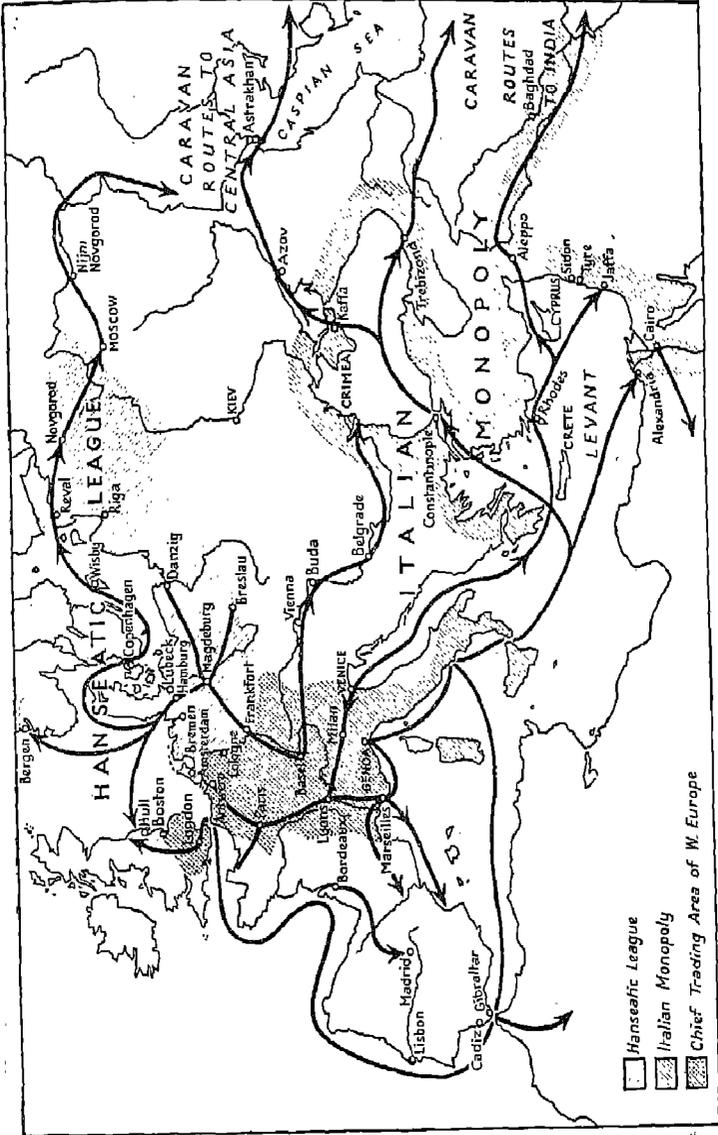 HANSEATIC
LEAGUE
ITALIAN
MONOPOLY
CARAVAN
ROUTES TO
CENTRAL ASIA
CASPIAN SEA
CARAVAN
ROUTES
TO INDIA
Bergen
Copenhagen
Wisby
Reval
Riga
Novgorod
Moscow
Nijni
Novgorod
Astrakhan
Azov
Kaffa
CRIMEA
KIEV
Trebizond
Baghdad
Aleppo
Sidon
Tyre
Jaffa
CYPRUS
Cairo
Alexandria
Rhodes
CRETE
LEVANT
Constantinople
Belgrade
Buda
Vienna
Danzig
Breslau
Magdeburg
Lübeck
Hamburg
Bremen
Amsterdam
Cologne
Frankfort
Antwerp
Hull
Boston
London
Paris
Basel
VENICE
Milan
GENOA
Lyons
Bordeaux
Marseilles
Madrid
Lisbon
Cadiz
Gibraltar
Hanseatic League
Italian Monopoly
Chief Trading Area of W. Europe